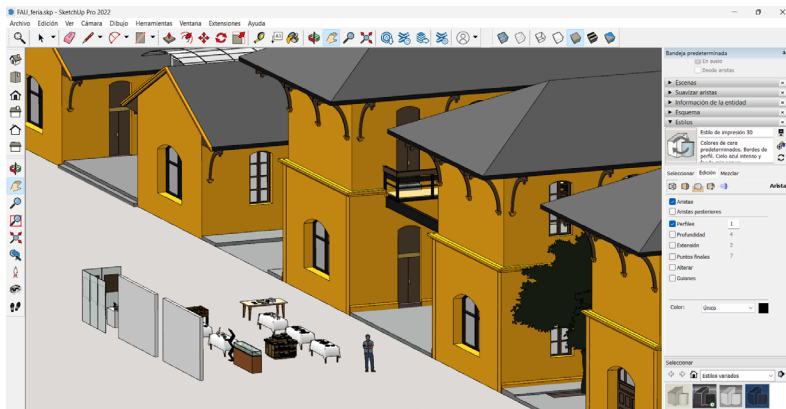 FAU_feria.skp - SketchUp Pro 2022
Archivo Edición Ver Cámara Dibujo Herramientas Ventana Extensiones Ayuda
Bandeja predeterminada
En suelo
Desde aristas
Escenas
Suavizar aristas
Información de la entidad
Esquema
Estilos
Estilo de impresión 3D
Colores de cara
predeterminados. Bordes de
perfil. Cielo azul intenso y
Seleccionar Edición Mezclar
Arista
Aristas
Aristas posteriores
Perfiles 1
Profundidad 4
Extensión 2
Puntos finales 7
Alterar
Guiones
Color: Único
Seleccionar
Estilos variados